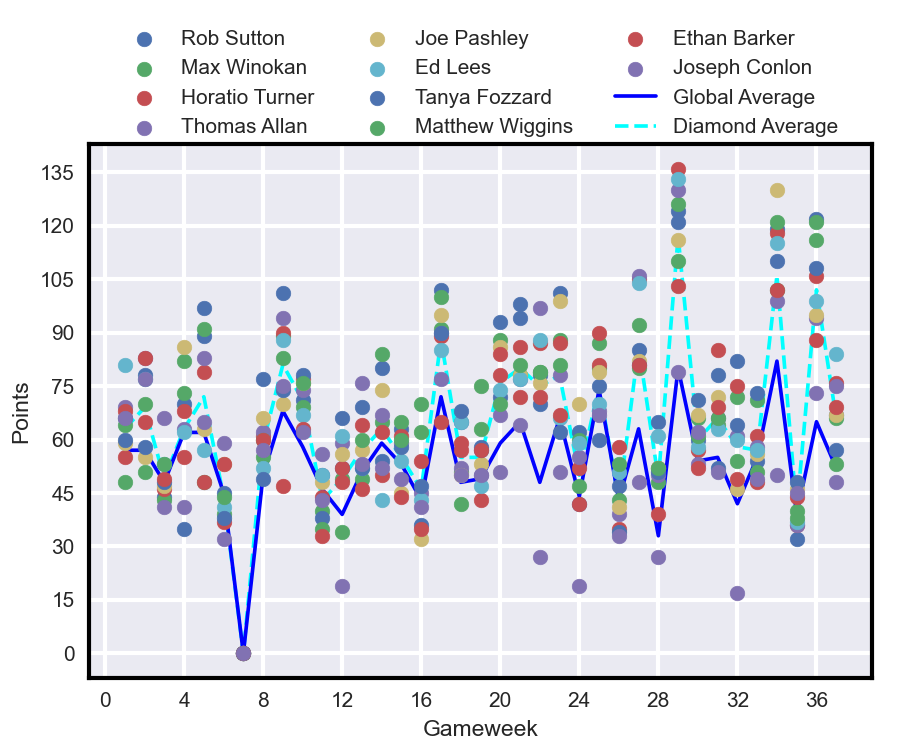 Rob Sutton
Max Winokan
Horatio Turner
Thomas Allan
Joe Pashley
Ed Lees
Tanya Fozzard
Matthew Wiggins
Ethan Barker
Joseph Conlon
Global Average
Diamond Average
135
120
105
90
75
60
45
30
15
0
Points
0 4 8 12 16 20 24 28 32 36
Gameweek